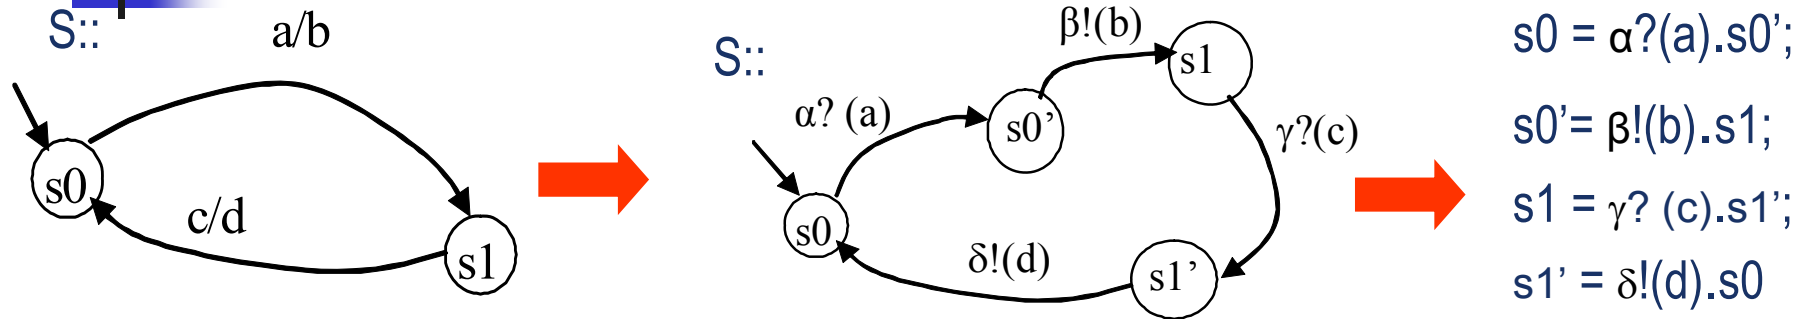 S::
a/b
s0
c/d
s1
S::
α? (a)
β!(b)
s0'
s1
γ?(c)
s0
δ!(d)
s1'
s0 = α?(a).s0’;
s0’= β!(b).s1;
s1 = γ? (c).s1’;
s1’ = δ!(d).s0